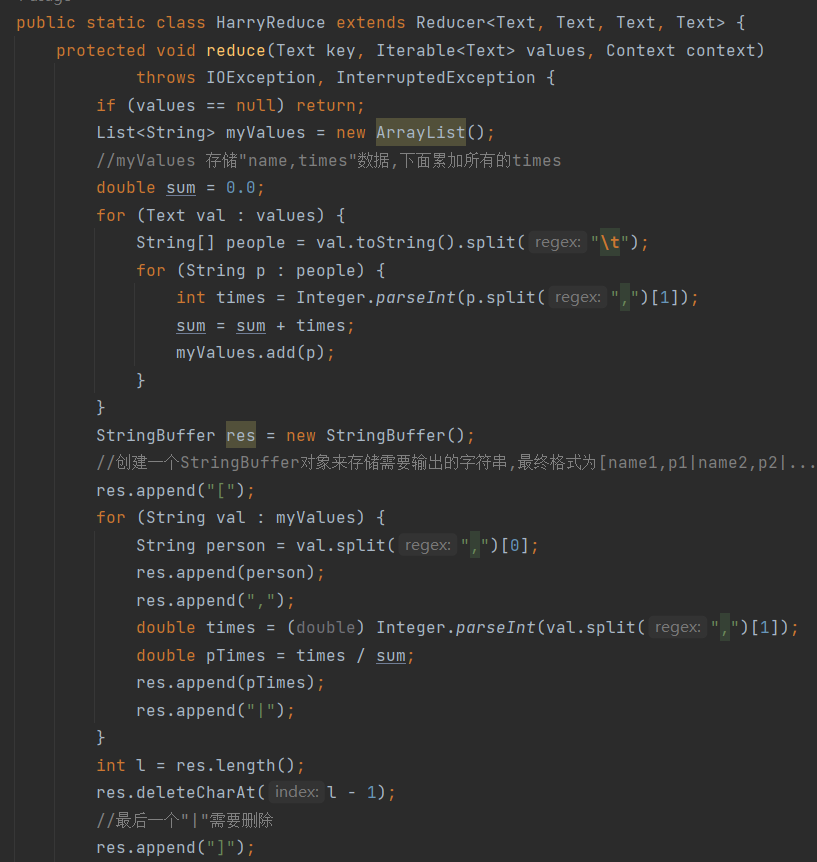 public static class HarryReduce extends Reducer<Text, Text, Text, Text> {
    protected void reduce(Text key, Iterable<Text> values, Context context)
            throws IOException, InterruptedException {
        if (values == null) return;
        List<String> myValues = new ArrayList();
        //myValues 存储"name,times"数据,下面累加所有的times
        double sum = 0.0;
        for (Text val : values) {
            String[] people = val.toString().split( regex: "\t");
            for (String p : people) {
                int times = Integer.parseInt(p.split( regex: ",")[1]);
                sum = sum + times;
                myValues.add(p);
            }
        }
        StringBuffer res = new StringBuffer();
        //创建一个StringBuffer对象来存储需要输出的字符串,最终格式为[name1,p1|name2,p2|...
        res.append("[");
        for (String val : myValues) {
            String person = val.split( regex: ",")[0];
            res.append(person);
            res.append(",");
            double times = (double) Integer.parseInt(val.split( regex: ",")[1]);
            double pTimes = times / sum;
            res.append(pTimes);
            res.append("|");
        }
        int l = res.length();
        res.deleteCharAt( index: l - 1);
        //最后一个"|"需要删除
        res.append("]");